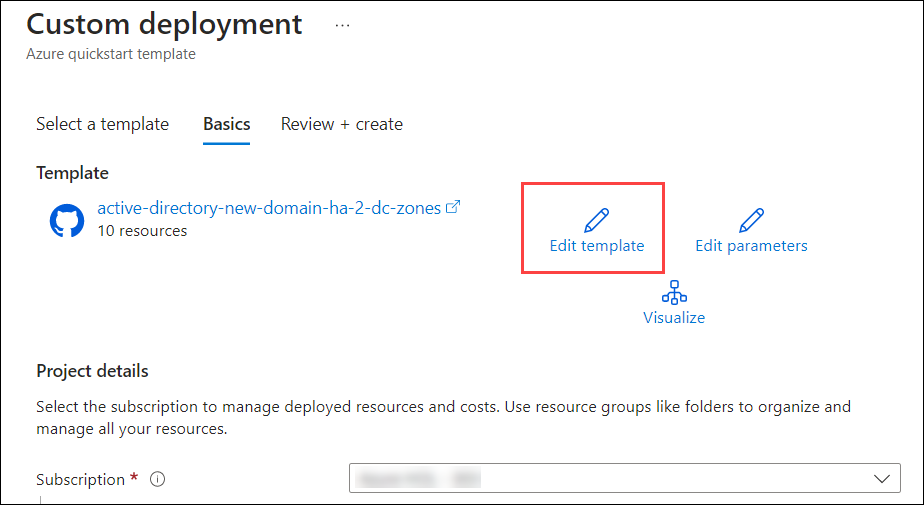 Custom deployment ...
Azure quickstart template
Select a template Basics Review + create
Template
active-directory-new-domain-ha-2-dc-zones
10 resources
Edit template Edit parameters
Visualize
Project details
Select the subscription to manage deployed resources and costs. Use resource groups like folders to organize and
manage all your resources.
Subscription *